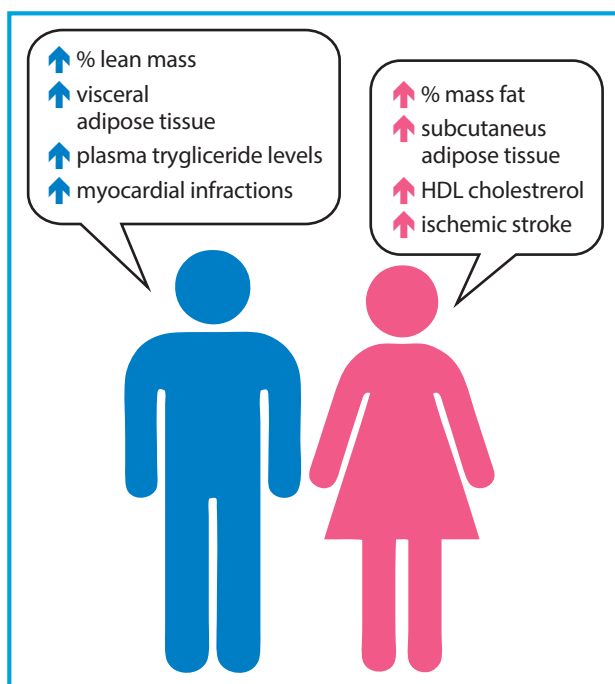 % lean mass
visceral
adipose tissue
plasma trygliceride levels
myocardial infractions
% mass fat
subcutaneus
adipose tissue
HDL cholestrerol
ischemic stroke